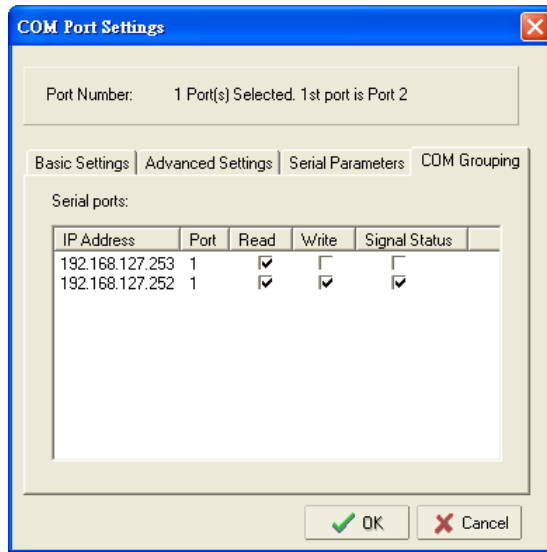 COM Port Settings
Port Number: 1 Port(s) Selected. 1st port is Port 2
Basic Settings Advanced Settings Serial Parameters COM Grouping
Serial ports:
IP Address Port Read Write Signal Status
192.168.127.253 1
192.168.127.252 1
OK Cancel